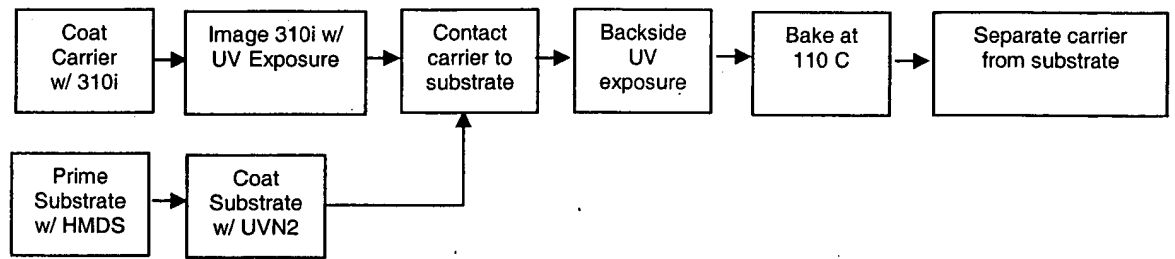 Coat
Carrier
w/ 310i
Image 310i w/
UV Exposure
Contact
carrier to
substrate
Backside
UV
exposure
Bake at
110 C
Separate carrier
from substrate
Prime
Substrate
w/ HMDS
Coat
Substrate
w/ UVN2